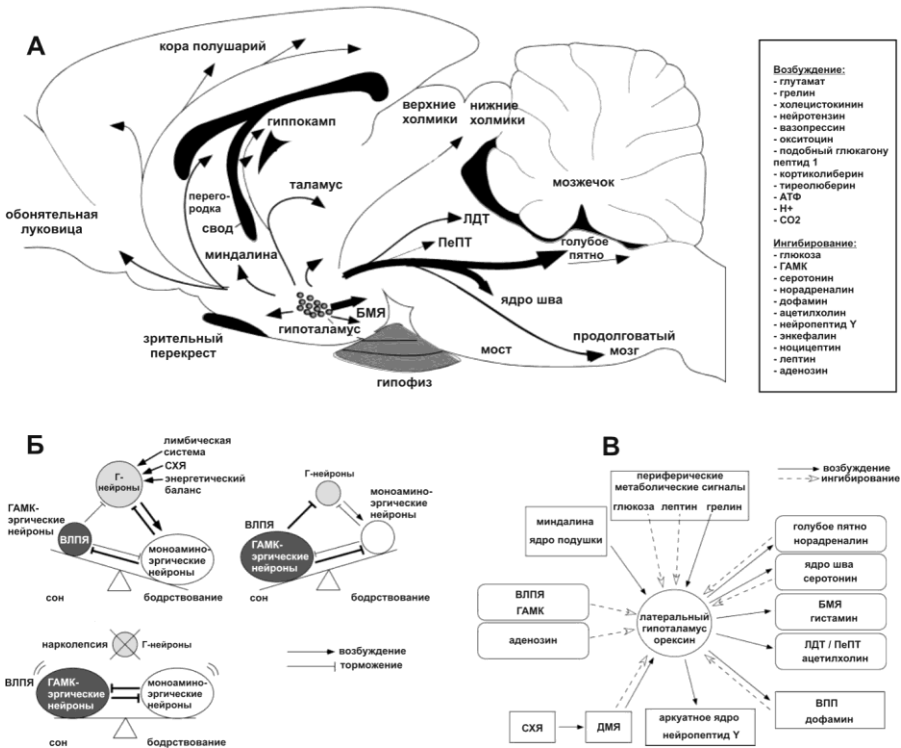 А
кора полушарий
верхние
холмики
нижние
холмики
гиппокамп
мозжечок
таламус
перего-
родка
свод
обонятельная
луковица
миндалина
ЛДТ
ПеПТ
голубое
пятно
ядро шва
БМЯ
гипоталамус
зрительный
перекрест
гипофиз
мост
продолговатый
мозг
Возбуждение:
- глутамат
- грелин
- холецистокинин
- нейротензин
- вазопрессин
- окситоцин
- подобный глюкагону
пептид 1
- кортиколиберин
- тиреолюберин
- АТФ
- Н+
- СО2
Ингибирование:
- глюкоза
- ГАМК
- серотонин
- норадреналин
- дофамин
- ацетилхолин
- нейропептид Y
- энкефалин
- ноцицептин
- лептин
- аденозин
Б
лимбическая
система
СХЯ
энергетический
баланс
Г-
нейроны
ГАМК-
эргические
нейроны
ВЛПЯ
моноамино-
эргические
нейроны
сон
бодрствование
Г-нейроны
моноамино-
эргические
нейроны
ВЛПЯ
ГАМК-
эргические
нейроны
сон
бодрствование
нарколепсия
Г-нейроны
ВЛПЯ
ГАМК-
эргические
нейроны
моноамино-
эргические
нейроны
сон
бодрствование
возбуждение
торможение
В
возбуждение
ингибирование
периферические
метаболические сигналы
глюкоза лептин грелин
миндалина
ядро подушки
голубое пятно
норадреналин
ядро шва
серотонин
ВЛПЯ
ГАМК
аденозин
латеральный
гипоталамус
орексин
БМЯ
гистамин
ЛДТ / ПеПТ
ацетилхолин
ВПП
дофамин
СХЯ
ДМЯ
аркуатное ядро
нейропептид Y